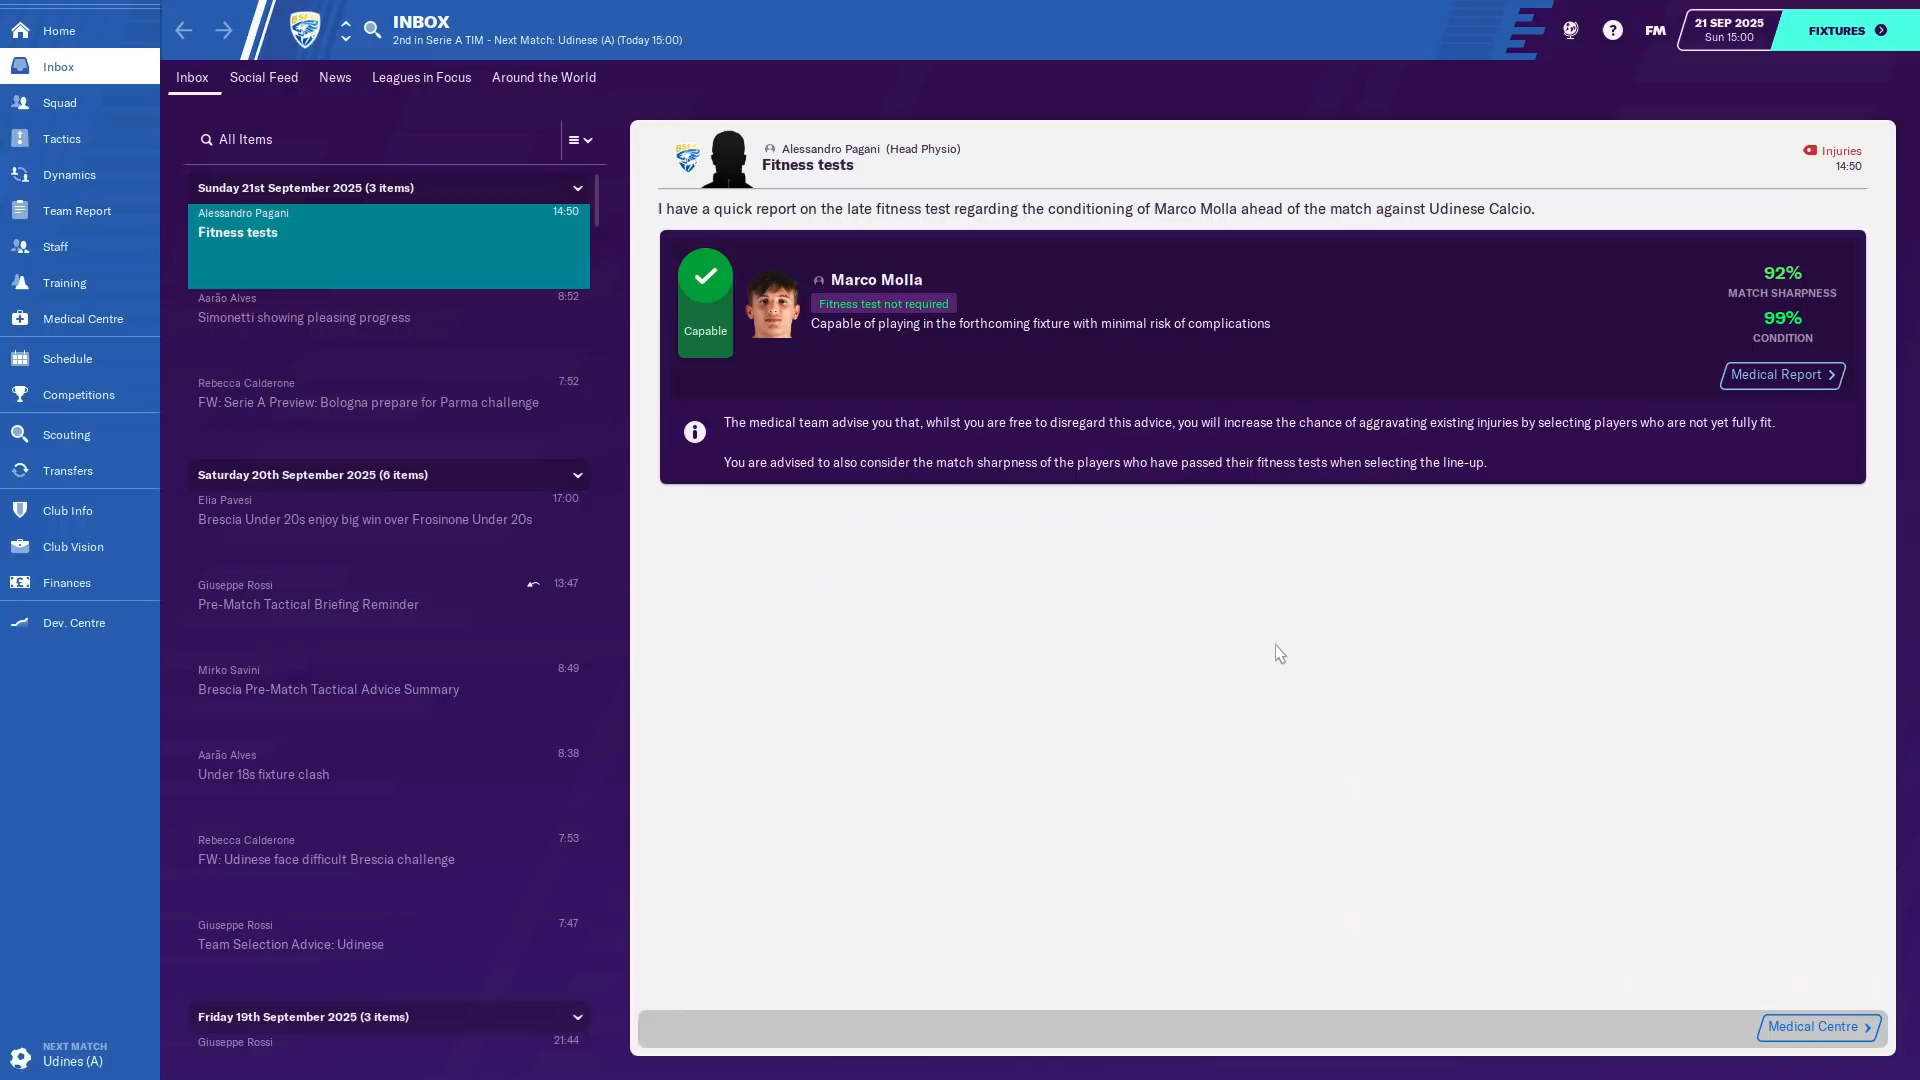 Home
Inbox
Squad
Tactics
Dynamics
Team Report
Staff
Training
Medical Centre
Schedule
Competitions
Scouting
Transfers
Club Info
Club Vision
Finances
Dev. Centre
NEXT MATCH
Udines (A)
INBOX
2nd in Serie A TIM - Next Match: Udinese (A) (Today 15:00)
FM
21 SEP 2025
Sun 15:00
FIXTURES
Inbox Social Feed News Leagues in Focus Around the World
All Items
Sunday 21st September 2025 (3 items)
Alessandro Pagani 14:50
Fitness tests
Aarão Alves 8:52
Simonetti showing pleasing progress
Rebecca Calderone 7:52
FW: Serie A Preview: Bologna prepare for Parma challenge
Saturday 20th September 2025 (6 items)
Elia Pavesi 17:00
Brescia Under 20s enjoy big win over Frosinone Under 20s
Giuseppe Rossi 13:47
Pre-Match Tactical Briefing Reminder
Mirko Savini 8:49
Brescia Pre-Match Tactical Advice Summary
Aarão Alves 8:38
Under 18s fixture clash
Rebecca Calderone 7:53
FW: Udinese face difficult Brescia challenge
Giuseppe Rossi 7:47
Team Selection Advice: Udinese
Friday 19th September 2025 (3 items)
Giuseppe Rossi 21:44
Alessandro Pagani (Head Physio)
Fitness tests
Injuries
14:50
I have a quick report on the late fitness test regarding the conditioning of Marco Molla ahead of the match against Udinese Calcio.
Capable
Marco Molla
Fitness test not required
Capable of playing in the forthcoming fixture with minimal risk of complications
92%
MATCH SHARPNESS
99%
CONDITION
Medical Report
The medical team advise you that, whilst you are free to disregard this advice, you will increase the chance of aggravating existing injuries by selecting players who are not yet fully fit.
You are advised to also consider the match sharpness of the players who have passed their fitness tests when selecting the line-up.
Medical Centre